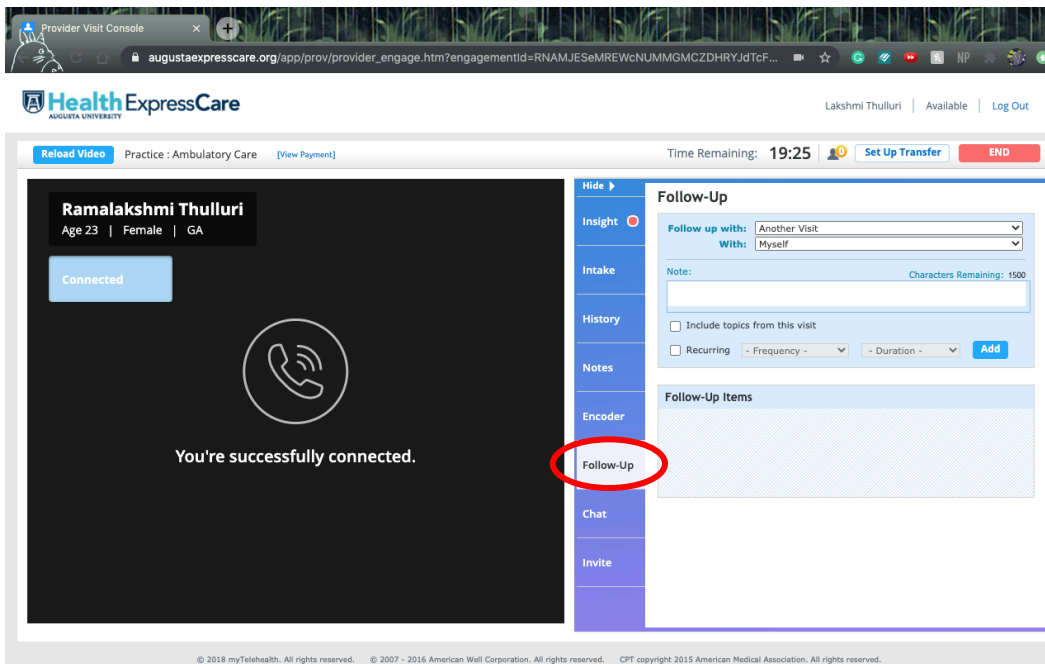 Provider Visit Console
augustaexpresscare.org/app/prov/provider_engage.htm?engagementId=RNAMJESeMREWcNUMMGMCZDHRYJdTcF...
NP
Health ExpressCare
AUGUSTA UNIVERSITY
Lakshmi Thulluri | Available | Log Out
Reload Video Practice : Ambulatory Care [View Payment] Time Remaining: 19:25 0 Set Up Transfer END
Ramalakshmi Thulluri
Age 23 | Female | GA
Connected
You're successfully connected.
Hide
Insight
Intake
History
Notes
Encoder
Follow-Up
Chat
Invite
Follow-Up
Follow up with: Another Visit
With: Myself
Note: Characters Remaining: 1500
Include topics from this visit
Recurring - Frequency - - Duration - Add
Follow-Up Items
© 2018 myTelehealth. All rights reserved. © 2007 - 2016 American Well Corporation. All rights reserved. CPT copyright 2015 American Medical Association. All rights reserved.